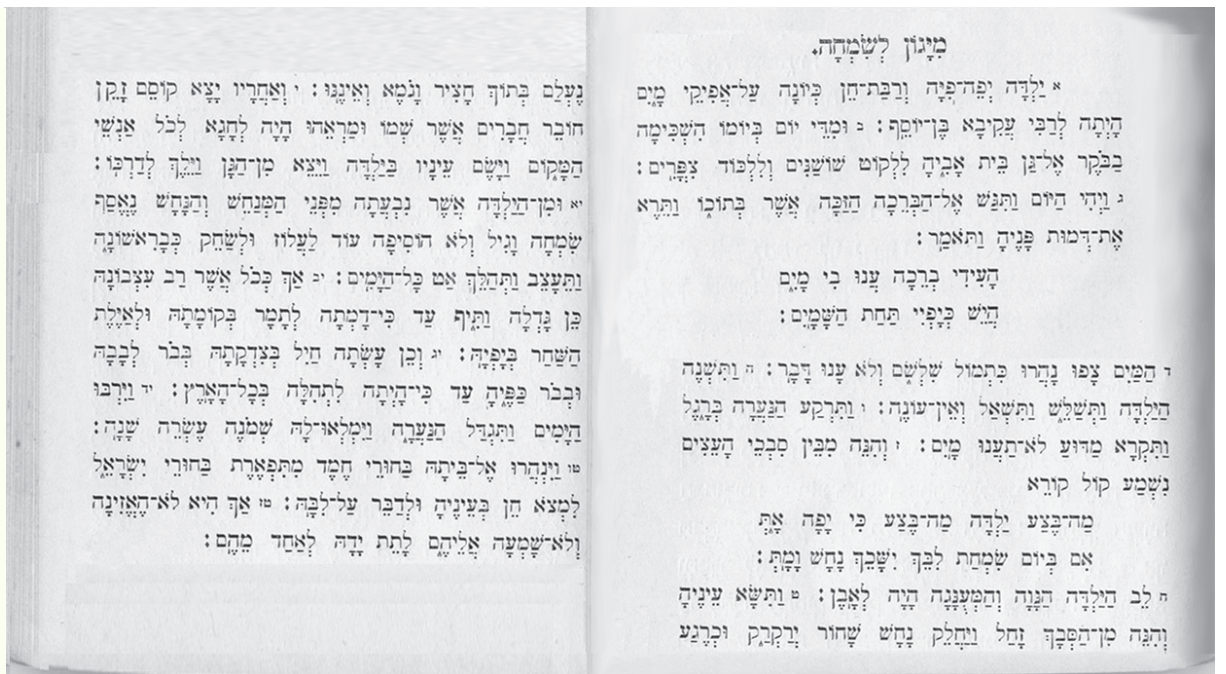 מִיָּגוֹן לְשִׂמְחָה.
א יַלְדָּה יְפֵה־פִיָּה וְרַבַּת־חֵן כְּיוֹנָה עַל־אֲפִיקֵי מָיִם
הָיְתָה לְרַבִּי עֲקִיבָא בֶּן־יוֹסֵף: ב וּמִדֵּי יוֹם בְּיוֹמוֹ הִשְׁכִּימָה
בַבֹּקֶר אֶל־גַּן בֵּית אָבִיהָ לִלְקוֹט שׁוֹשַׁנִּים וְלִלְכּוֹד צִפֳּרִים:
ג וַיְהִי הַיּוֹם וַתִּגַּשׁ אֶל־הַבְּרֵכָה הַזַּכָּה אֲשֶׁר בְּתוֹכוֹ וַתֵּרֶא
אֶת־דְּמוּת פָּנֶיהָ וַתֹּאמַר:
הָעִידִי בְרֵכָה עֲנוּ בִי מָיִם
הֲיֵשׁ כְּיָפְיִי תַּחַת הַשָּׁמָיִם:
ד הַמַּיִם צָפוּ נָהֲרוּ כִּתְמוֹל שִׁלְשֹׁם וְלֹא עָנוּ דָבָר: ה וַתִּשְׁנֶה
הַיַּלְדָּה וַתְּשַׁלֵּשׁ וַתִּשְׁאַל וְאֵין־עוֹנֶה: ו וַתִּרְקַע הַנַּעֲרָה בְּרָגֶל
וַתִּקְרָא מַדּוּעַ לֹא־תַעֲנוּ מָיִם: ז וְהִנֵּה מִבֵּין סִבְכֵי הָעֵצִים
נִשְׁמַע קוֹל קוֹרֵא
מַה־בֶּצַע יַלְדָּה מַה־בֶּצַע כִּי יָפָה אָתְּ
אִם בְּיוֹם שִׂמְחַת לִבֵּךְ יִשָּׁכֵךְ נָחָשׁ וָמַתְּ:
ח לֵב הַיַּלְדָּה הַנָּוָה וְהַמְעֻנָּגָה הָיָה לְאָבֶן: ט וַתִּשָּׂא עֵינֶיהָ
וְהִנֵּה מִן־הַסְּבַךְ זָחַל וַיַּחֲלֵק נָחָשׁ שָׁחוֹר יְרַקְרַק וּכְרֶגַע
נֶעְלַם בְּתוֹךְ חָצִיר וָגֹמֶא וְאֵינֶנּוּ: י וְאַחֲרָיו יָצָא קוֹסֵם זָקֵן
חוֹבֵר חֲבָרִים אֲשֶׁר שְׁמוֹ וּמַרְאֵהוּ הָיָה לְחָגָא לְכֹל אַנְשֵׁי
הַמָּקוֹם וַיָּשֶׂם עֵינָיו בַּיַּלְדָּה וַיֵּצֵא מִן־הַגָּן וַיֵּלֶךְ לְדַרְכּוֹ:
יא וּמִן־הַיַּלְדָּה אֲשֶׁר נִבְעֲתָה מִפְּנֵי הַמְּנַחֵשׁ וְהַנָּחָשׁ נֶאֱסַף
שִׂמְחָה וָגִיל וְלֹא הוֹסִיפָה עוֹד לַעֲלוֹז וּלְשַׂחֵק כְּבָרִאשׁוֹנָה
וַתֵּעָצֵב וַתְּהַלֵּךְ אַט כָּל־הַיָּמִים: יב אַךְ כְּכֹל אֲשֶׁר רַב עִצְּבוֹנָהּ
כֵּן גָּדְלָה וַתִּיף עַד כִּי־דָמְתָה לְתָמָר בְּקוֹמָתָהּ וּלְאַיֶּלֶת
הַשַּׁחַר בְּיָפְיָהּ: יג וְכֵן עָשְׂתָה חַיִל בְּצִדְקָתָהּ בְּבֹר לְבָבָהּ
וּבְבֹר כַּפֶּיהָ עַד כִּי־הָיְתָה לִתְהִלָּה בְּכָל־הָאָרֶץ: יד וַיִּרְבּוּ
הַיָּמִים וַתִּגְדַּל הַנַּעֲרָה וַיִּמְלְאוּ־לָהּ שְׁמֹנֶה עֶשְׂרֵה שָׁנָה:
טו וַיִּנְהֲרוּ אֶל־בֵּיתָהּ בַּחוּרֵי חֶמֶד מִתִּפְאֶרֶת בַּחוּרֵי יִשְׂרָאֵל
לִמְצֹא חֵן בְּעֵינֶיהָ וּלְדַבֵּר עַל־לִבָּהּ: טז אַךְ הִיא לֹא־הֶאֱזִינָה
וְלֹא־שָׁמְעָה אֲלֵיהֶם לָתֵת יָדָהּ לְאַחַד מֵהֶם: